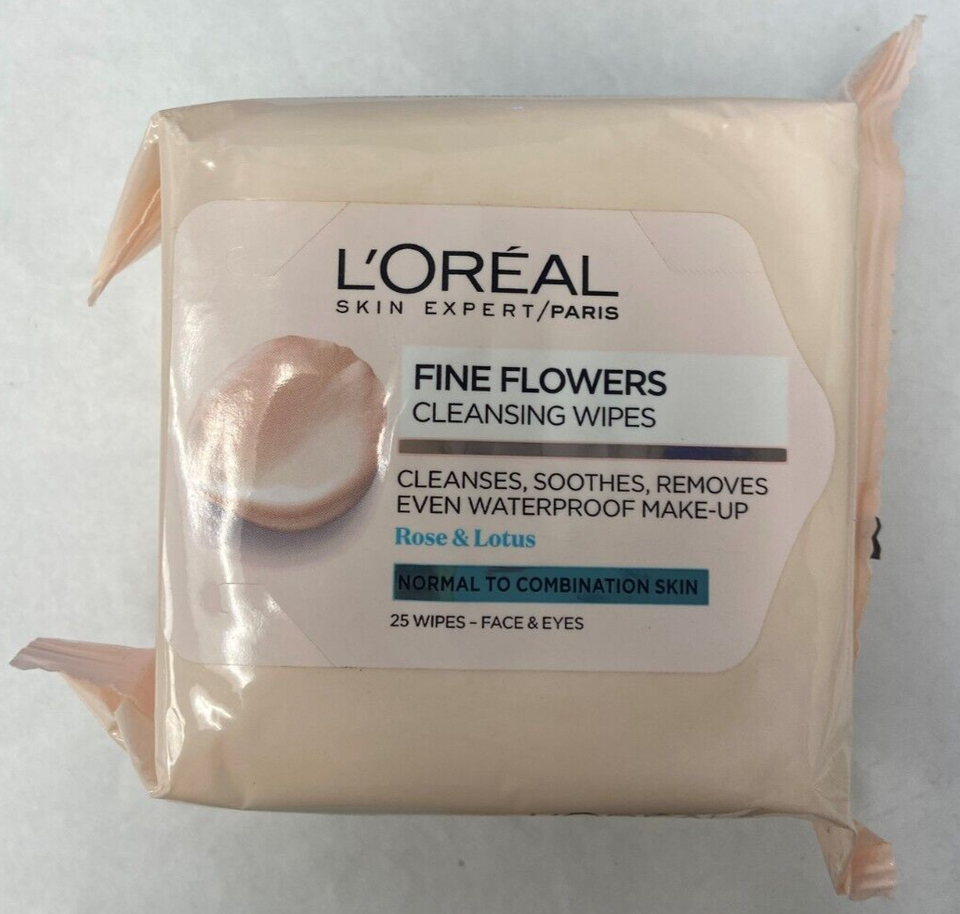 L'ORÉAL
SKIN EXPERT/PARIS
FINE FLOWERS
CLEANSING WIPES
CLEANSES, SOOTHES, REMOVES
EVEN WATERPROOF MAKE-UP
Rose & Lotus
NORMAL TO COMBINATION SKIN
25 WIPES – FACE & EYES